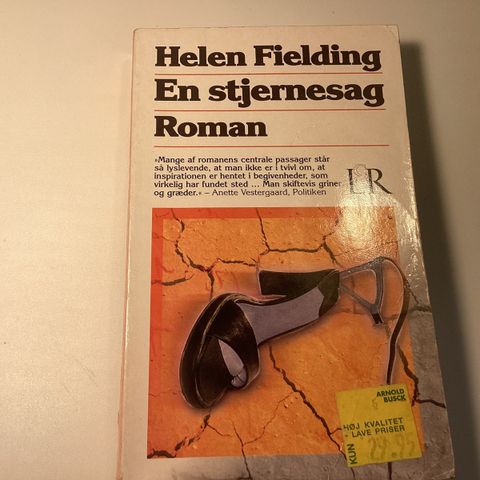 Helen Fielding
En stjernesag
Roman
»Mange af romanens centrale passager står
så lyslevende, at man ikke er i tvivl om, at
inspirationen er hentet i begivenheder, som
virkelig har fundet sted ... Man skiftevis griner
og græder.« – Anette Vestergaard, Politiken
LR
ARNOLD
BUSCK
HØJ KVALITET
- LAVE PRISER
KUN